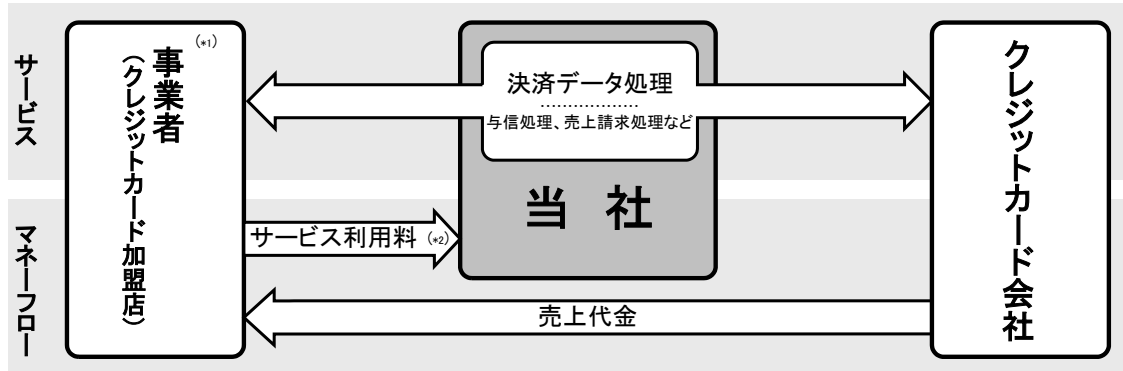 サービス
事業者
(*1)
（クレジットカード加盟店）
決済データ処理
与信処理、売上請求処理など
当 社
クレジットカード会社
マネーフロー
サービス利用料 (*2)
売上代金